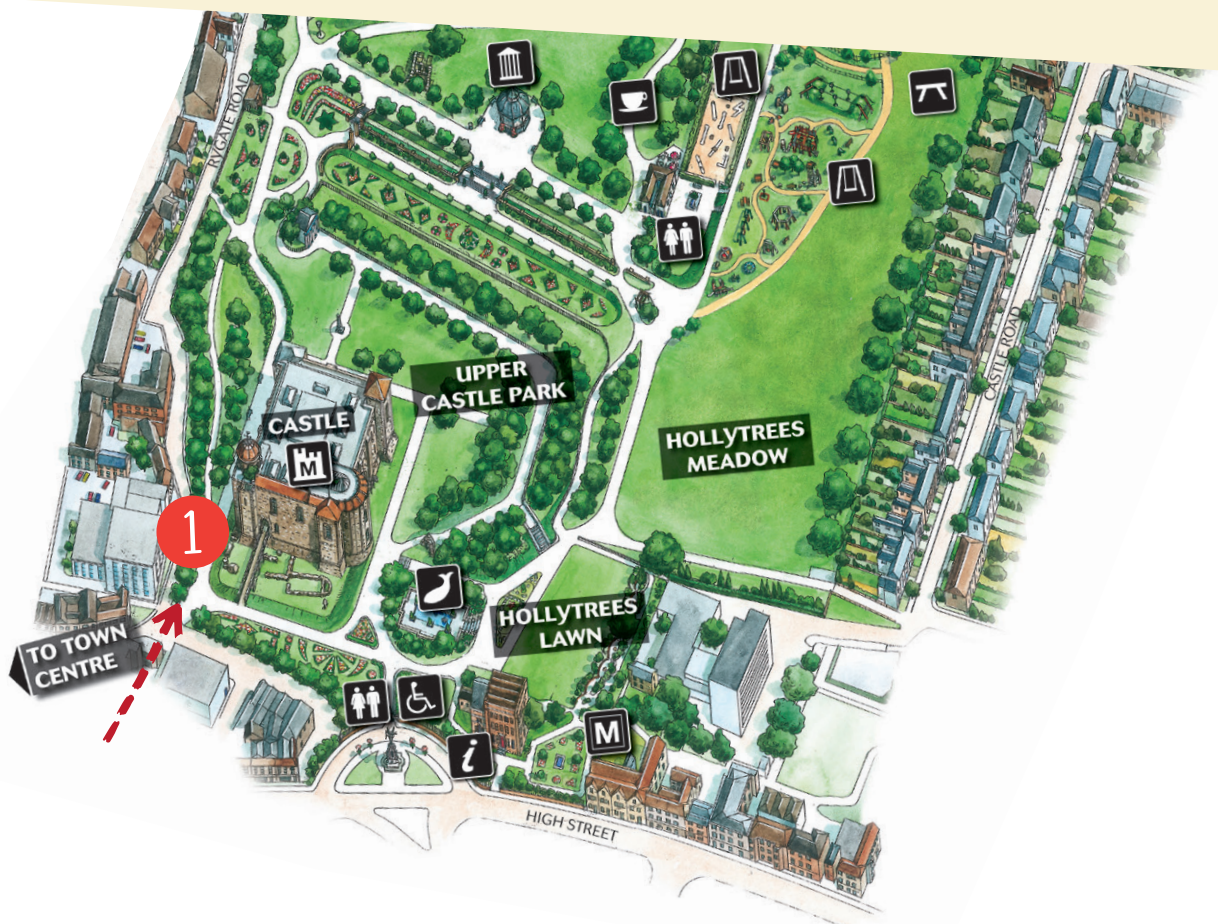 RYGATE ROAD
UPPER
CASTLE PARK
CASTLE
M
CASTLE ROAD
HOLLYTREES
MEADOW
1
HOLLYTREES
LAWN
TO TOWN
CENTRE
M
i
HIGH STREET